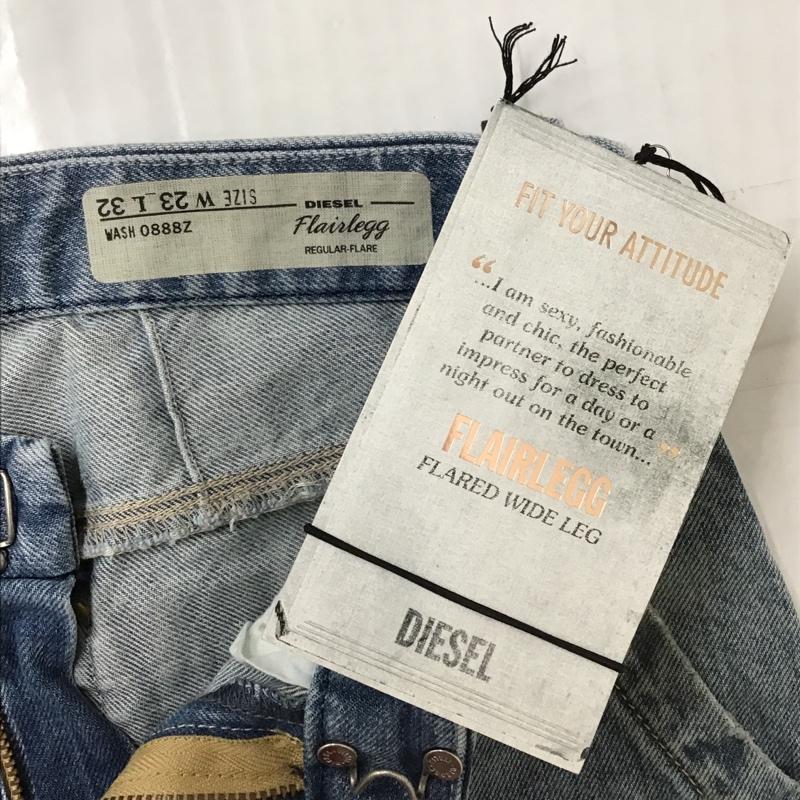 SIZE W 23 L 32
WASH 0888Z
DIESEL
Flairlegg
REGULAR-FLARE
FIT YOUR ATTITUDE
“
...I am sexy, fashionable
and chic, the perfect
partner to dress to
impress for a day or a
night out on the town... ”
FLAIRLEGG
FLARED WIDE LEG
DIESEL